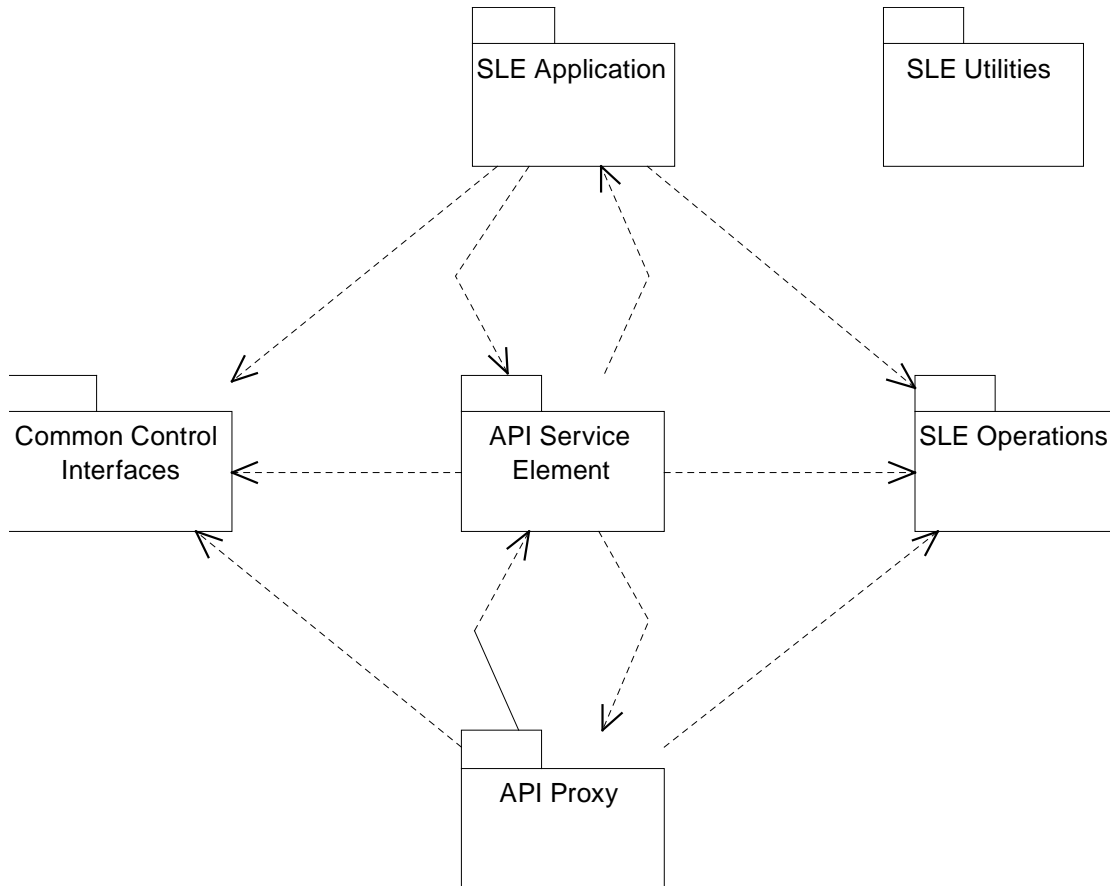 SLE Application
SLE Utilities
Common Control
Interfaces
API Service
Element
SLE Operations
API Proxy